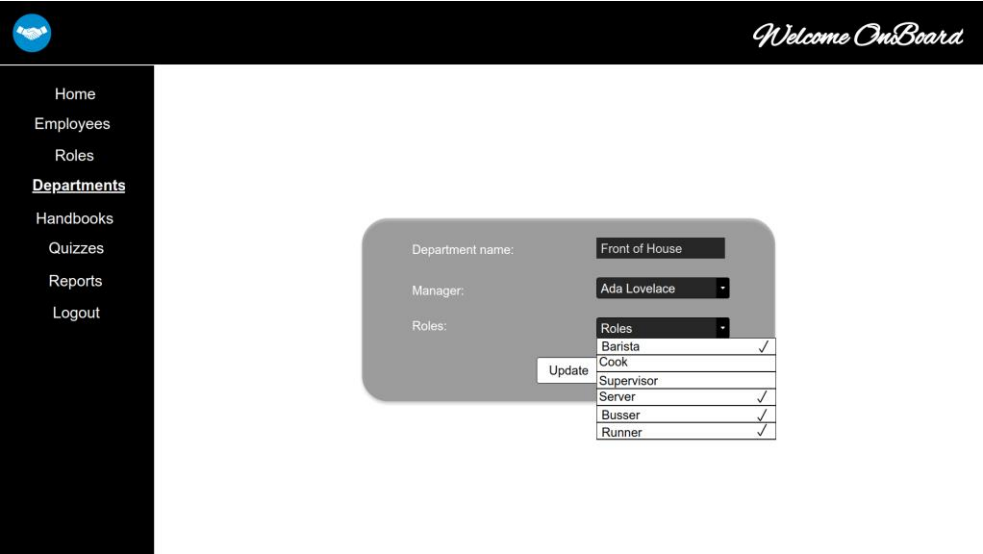 Welcome OnBoard
Home
Employees
Roles
Departments
Handbooks
Quizzes
Reports
Logout
Department name: Front of House
Manager: Ada Lovelace
Roles: Roles
Barista ✓
Cook
Supervisor
Server ✓
Busser ✓
Runner ✓
Update